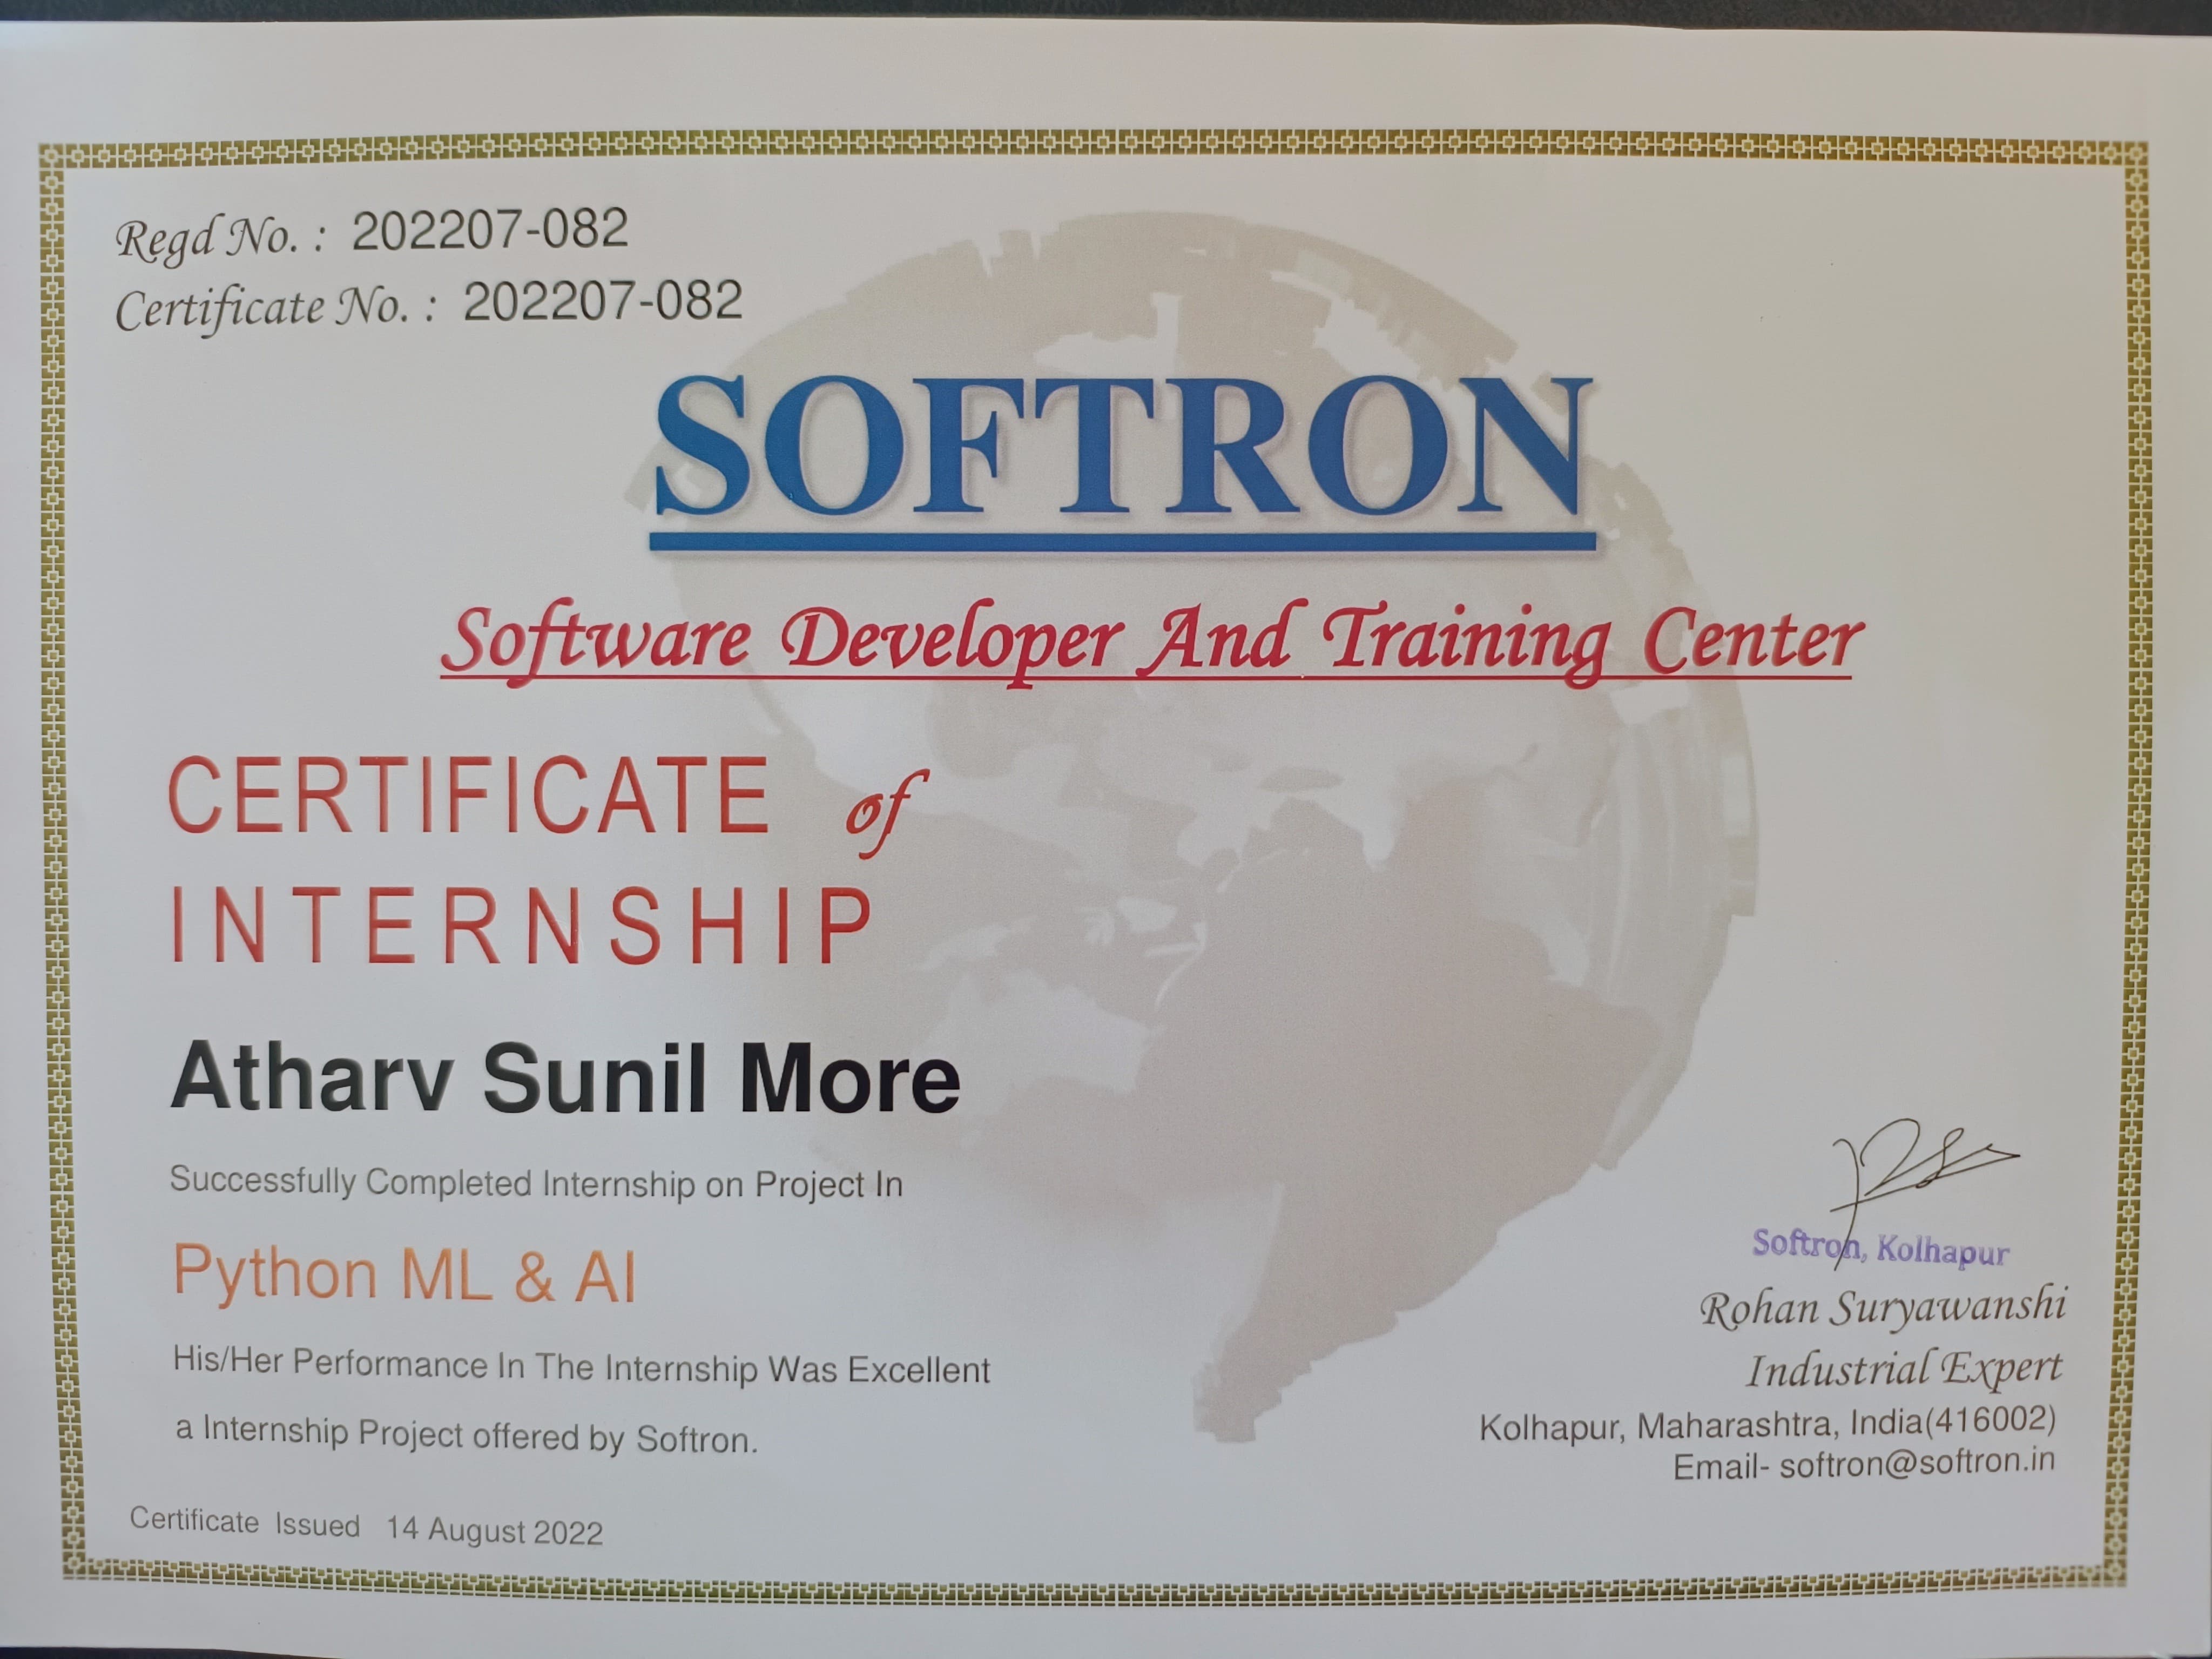 Regd No. : 202207-082
Certificate No. : 202207-082
SOFTRON
Software Developer And Training Center
CERTIFICATE of
INTERNSHIP
Atharv Sunil More
Successfully Completed Internship on Project In
Python ML & AI
His/Her Performance In The Internship Was Excellent
a Internship Project offered by Softron.
Certificate Issued 14 August 2022
Softron, Kolhapur
Rohan Suryawanshi
Industrial Expert
Kolhapur, Maharashtra, India(416002)
Email- softron@softron.in